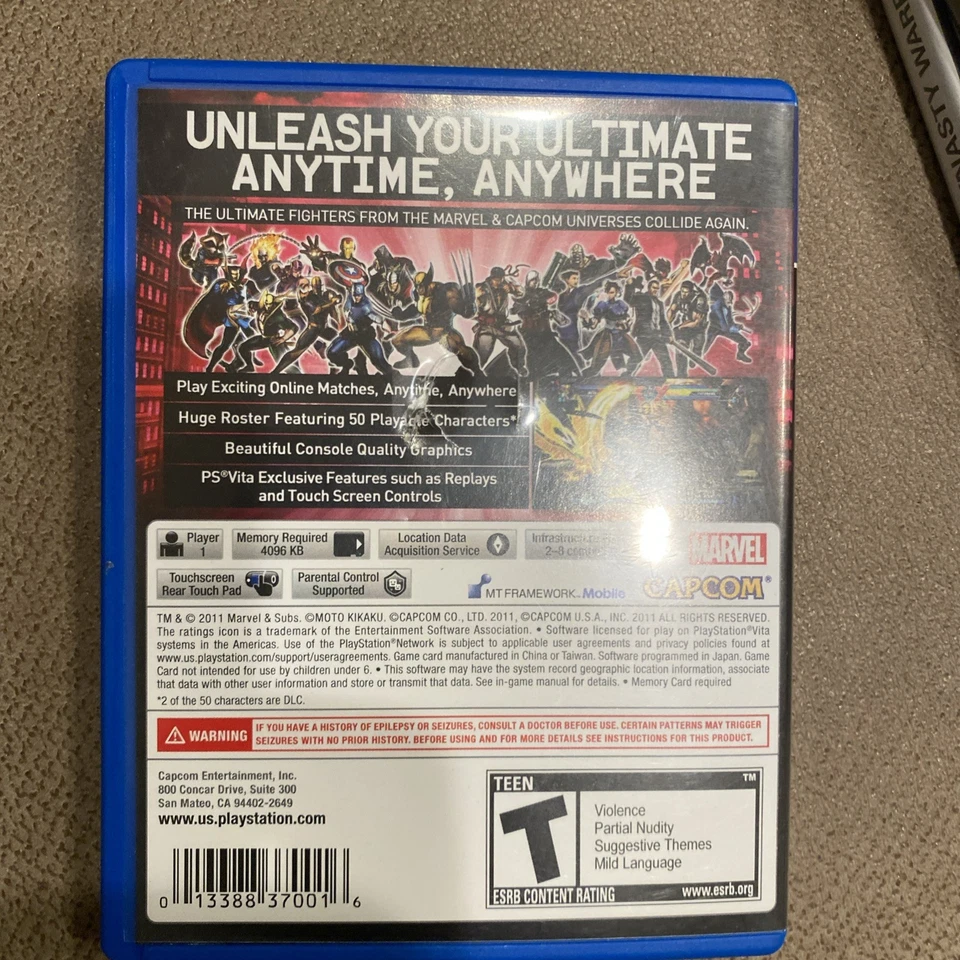 UNLEASH YOUR ULTIMATE
ANYTIME, ANYWHERE
THE ULTIMATE FIGHTERS FROM THE MARVEL & CAPCOM UNIVERSES COLLIDE AGAIN.
Play Exciting Online Matches, Anytime, Anywhere
Huge Roster Featuring 50 Playable Characters*
Beautiful Console Quality Graphics
PS®Vita Exclusive Features such as Replays
and Touch Screen Controls
Player
1
Memory Required
4096 KB
Location Data
Acquisition Service
2-8
MARVEL
Touchscreen
Rear Touch Pad
Parental Control
Supported
MT FRAMEWORK Mobile
CAPCOM®
TM & © 2011 Marvel & Subs. ©MOTO KIKAKU. ©CAPCOM CO., LTD. 2011, ©CAPCOM U.S.A., INC. 2011 ALL RIGHTS RESERVED.
The ratings icon is a trademark of the Entertainment Software Association. • Software licensed for play on PlayStation®Vita
systems in the Americas. Use of the PlayStation®Network is subject to applicable user agreements and privacy policies found at
www.us.playstation.com/support/useragreements. Game card manufactured in China or Taiwan. Software programmed in Japan. Game
Card not intended for use by children under 6. • This software may have the system record geographic location information, associate
that data with other user information and store or transmit that data. See in-game manual for details. • Memory Card required
*2 of the 50 characters are DLC.
WARNING
IF YOU HAVE A HISTORY OF EPILEPSY OR SEIZURES, CONSULT A DOCTOR BEFORE USE. CERTAIN PATTERNS MAY TRIGGER
SEIZURES WITH NO PRIOR HISTORY. BEFORE USING AND FOR MORE DETAILS SEE INSTRUCTIONS FOR THIS PRODUCT.
Capcom Entertainment, Inc.
800 Concar Drive, Suite 300
San Mateo, CA 94402-2649
www.us.playstation.com
0 13388 37001 6
TEEN
TM
T
Violence
Partial Nudity
Suggestive Themes
Mild Language
ESRB CONTENT RATING
www.esrb.org